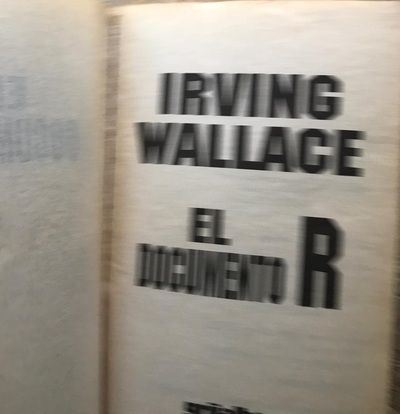 IRVING
WALLACE
EL
DOCUMENTO R